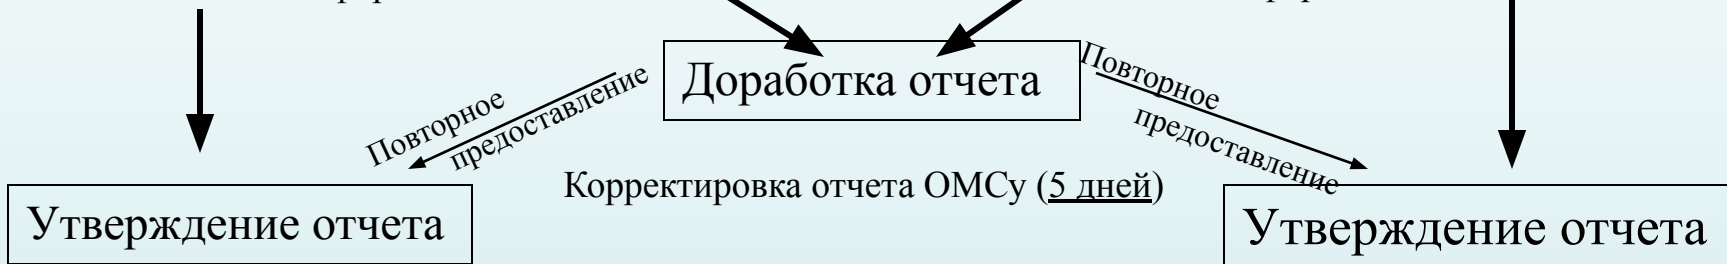 Доработка отчета
Повторное
предоставление
Повторное
предоставление
Корректировка отчета ОМСу (5 дней)
Утверждение отчета
Утверждение отчета